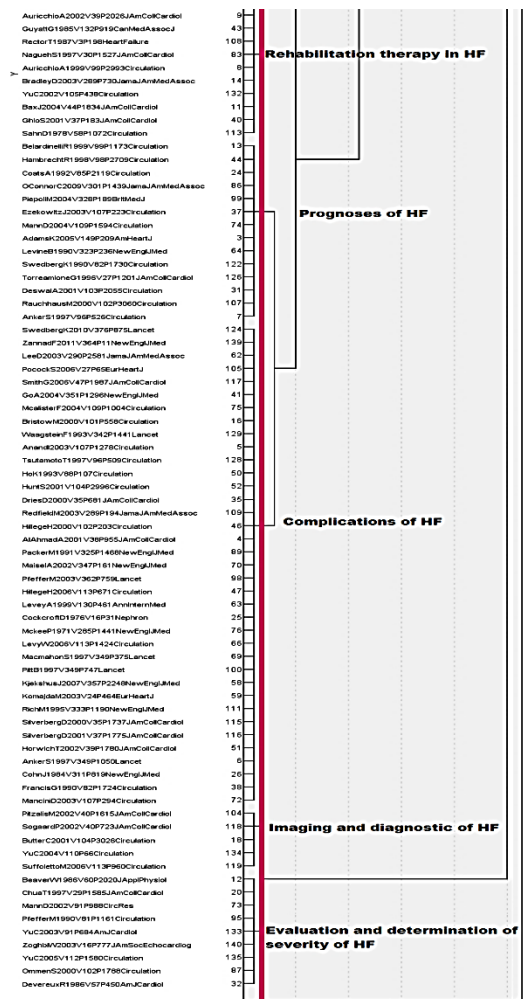 AuricchioA2002V39P2026JAmCollCardiol 9
GuyattG1985V132P919CanMedAssocJ 43
RectorT1987V3P198HeartFailure 108
NaguehS1997V30P1527JAmCollCardiol 83
Rehabilitation therapy in HF
AuricchioA1999V99P2993Circulation 8
Y
BradleyD2003V289P730JamaJAmMedAssoc 14
YuC2002V105P438Circulation 132
BaxJ2004V44P1834JAmCollCardiol 11
GhioS2001V37P183JAmCollCardiol 40
SahnD1978V58P1072Circulation 113
BelardinelliR1999V99P1173Circulation 13
HambrechtR1998V98P2709Circulation 44
CoatsA1992V85P2119Circulation 24
OConnorC2009V301P1439JamaJAmMedAssoc 86
PiepoliM2004V328P189BritMedJ 99
EzekowitzJ2003V107P223Circulation 37
Prognoses of HF
MannD2004V109P1594Circulation 74
AdamsK2005V149P209AmHeartJ 3
LevineB1990V323P236NewEnglJMed 64
SwedbergK1990V82P1730Circulation 122
TorreamioneG1996V27P1201JAmCollCardiol 126
DeswalA2001V103P2055Circulation 31
RauchhausM2000V102P3060Circulation 107
AnkerS1997V96P526Circulation 7
SwedbergK2010V376P875Lancet 124
ZannadF2011V364P11NewEnglJMed 139
LeeD2003V290P2581JamaJAmMedAssoc 62
PocockS2006V27P65EurHeartJ 105
SmithG2006V47P1987JAmCollCardiol 117
GoA2004V351P1296NewEnglJMed 41
McalisterF2004V109P1004Circulation 75
BristowM2000V101P558Circulation 16
WaagsteinF1993V342P1441Lancet 129
AnandI2003V107P1278Circulation 5
TsutamotoT1997V96P509Circulation 128
HoK1993V88P107Circulation 50
HuntS2001V104P2996Circulation 52
DriesD2000V35P681JAmCollCardiol 35
RedfieldM2003V289P194JamaJAmMedAssoc 109
Complications of HF
HillegeH2000V102P203Circulation 46
AlAhmadA2001V38P955JAmCollCardiol 4
PackerM1991V325P1468NewEnglJMed 89
MaiselA2002V347P161NewEnglJMed 70
PfefferM2003V362P759Lancet 98
HillegeH2006V113P671Circulation 47
LeveyA1999V130P461AnnInternMed 63
CockcroftD1976V16P31Nephron 25
MckeeP1971V285P1441NewEnglJMed 76
LevyW2006V113P1424Circulation 66
MacmahonS1997V349P375Lancet 69
PittB1997V349P747Lancet 100
KjekshusJ2007V357P2248NewEnglJMed 58
KomajdaM2003V24P464EurHeartJ 59
RichM1995V333P1190NewEnglJMed 111
SilverbergD2000V35P1737JAmCollCardiol 115
SilverbergD2001V37P1775JAmCollCardiol 116
HorwichT2002V39P1780JAmCollCardiol 51
AnkerS1997V349P1050Lancet 6
CohnJ1984V311P819NewEnglJMed 26
FrancisG1990V82P1724Circulation 38
ManciniD2003V107P294Circulation 72
PitzalisM2002V40P1615JAmCollCardiol 104
SogaardP2002V40P723JAmCollCardiol 118
Imaging and diagnostic of HF
ButterC2001V104P3026Circulation 18
YuC2004V110P66Circulation 134
SuffolettoM2006V113P960Circulation 119
BeaverW1986V60P2020JApplPhysiol 12
ChuaT1997V29P1585JAmCollCardiol 20
MannD2002V91P988CircRes 73
PfefferM1990V81P1161Circulation 95
YuC2003V91P684AmJCardiol 133
Evaluation and determination of
severity of HF
ZoghbiW2003V16P777JAmSocEchocardiog 140
YuC2005V112P1580Circulation 135
OmmenS2000V102P1788Circulation 87
DevereuxR1986V57P450AmJCardiol 32